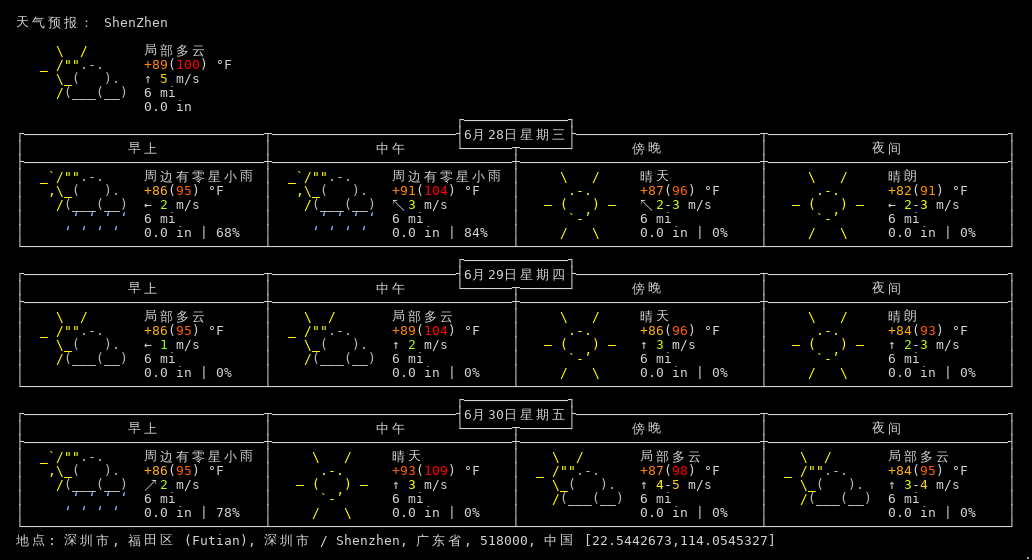 天气预报： ShenZhen
局部多云
+89(100) °F
↑ 5 m/s
6 mi
0.0 in
6月28日星期三
早上 中午 傍晚 夜间
周边有零星小雨 周边有零星小雨 晴天 晴朗
+86(95) °F +91(104) °F +87(96) °F +82(91) °F
← 2 m/s ↖ 3 m/s ↖ 2-3 m/s ← 2-3 m/s
6 mi 6 mi 6 mi 6 mi
0.0 in | 68% 0.0 in | 84% 0.0 in | 0% 0.0 in | 0%
6月29日星期四
早上 中午 傍晚 夜间
局部多云 局部多云 晴天 晴朗
+86(95) °F +89(104) °F +86(96) °F +84(93) °F
← 1 m/s ↑ 2 m/s ↑ 3 m/s ↑ 2-3 m/s
6 mi 6 mi 6 mi 6 mi
0.0 in | 0% 0.0 in | 0% 0.0 in | 0% 0.0 in | 0%
6月30日星期五
早上 中午 傍晚 夜间
周边有零星小雨 晴天 局部多云 局部多云
+86(95) °F +93(109) °F +87(98) °F +84(95) °F
↗ 2 m/s ↑ 3 m/s ↑ 4-5 m/s ↑ 3-4 m/s
6 mi 6 mi 6 mi 6 mi
0.0 in | 78% 0.0 in | 0% 0.0 in | 0% 0.0 in | 0%
地点: 深圳市, 福田区 (Futian), 深圳市 / Shenzhen, 广东省, 518000, 中国 [22.5442673,114.0545327]